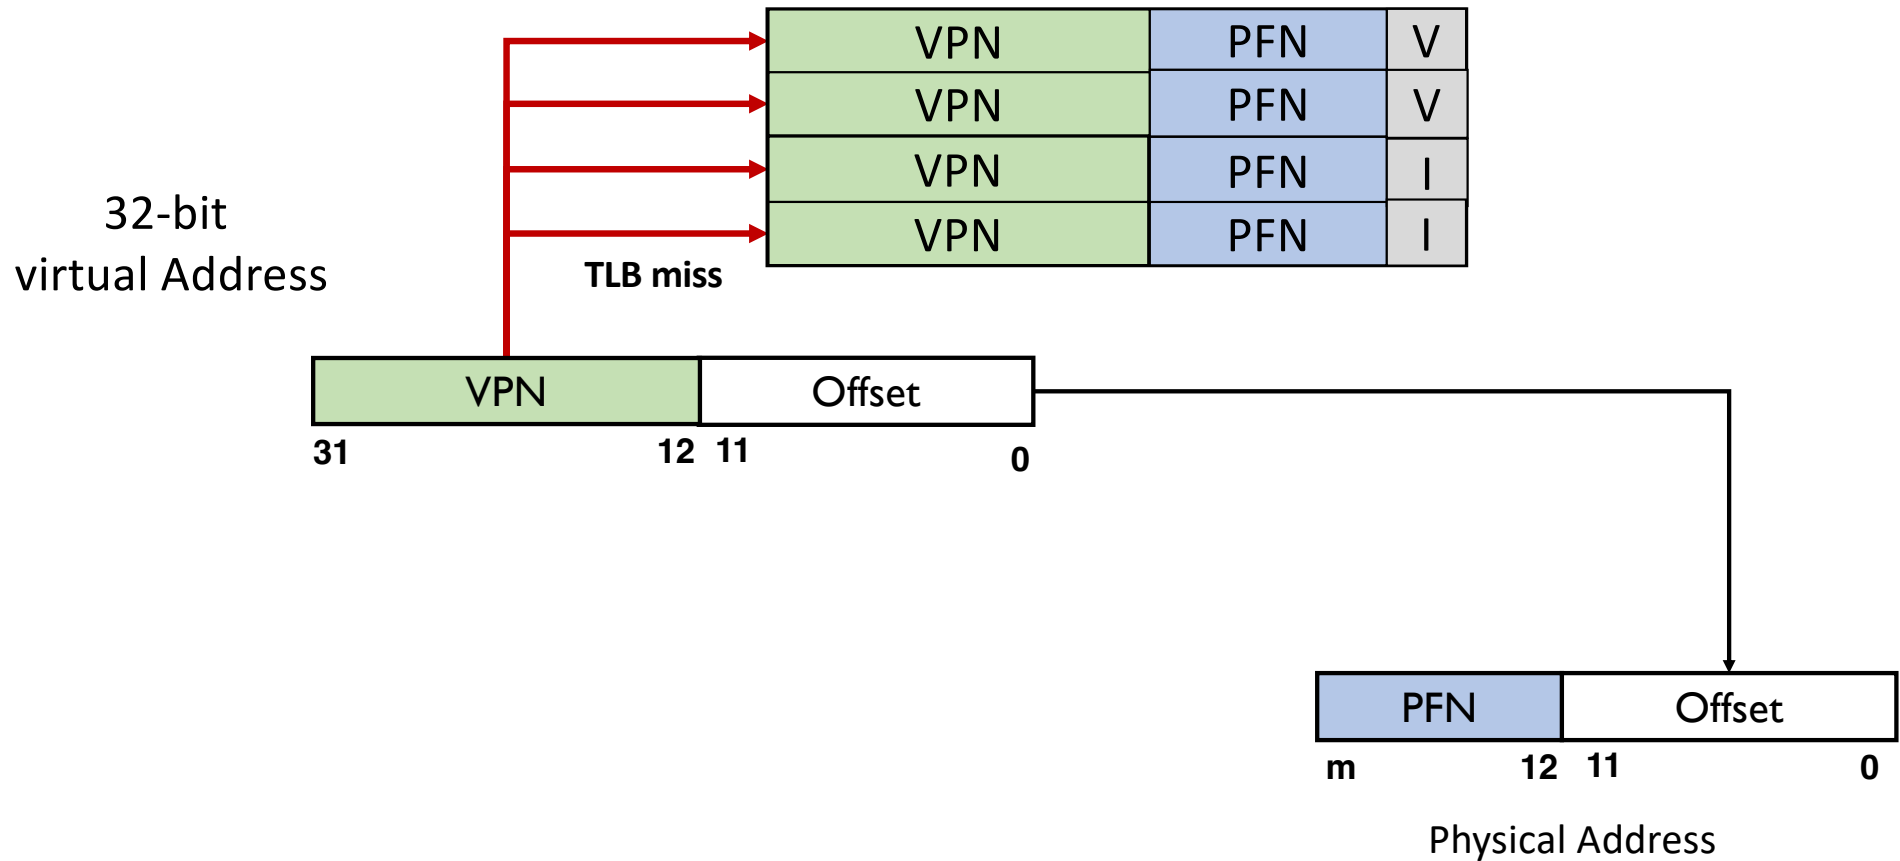 VPN PFN V
VPN PFN V
VPN PFN I
VPN PFN I
32-bit
virtual Address
TLB miss
VPN Offset
31 12 11 0
PFN Offset
m 12 11 0
Physical Address